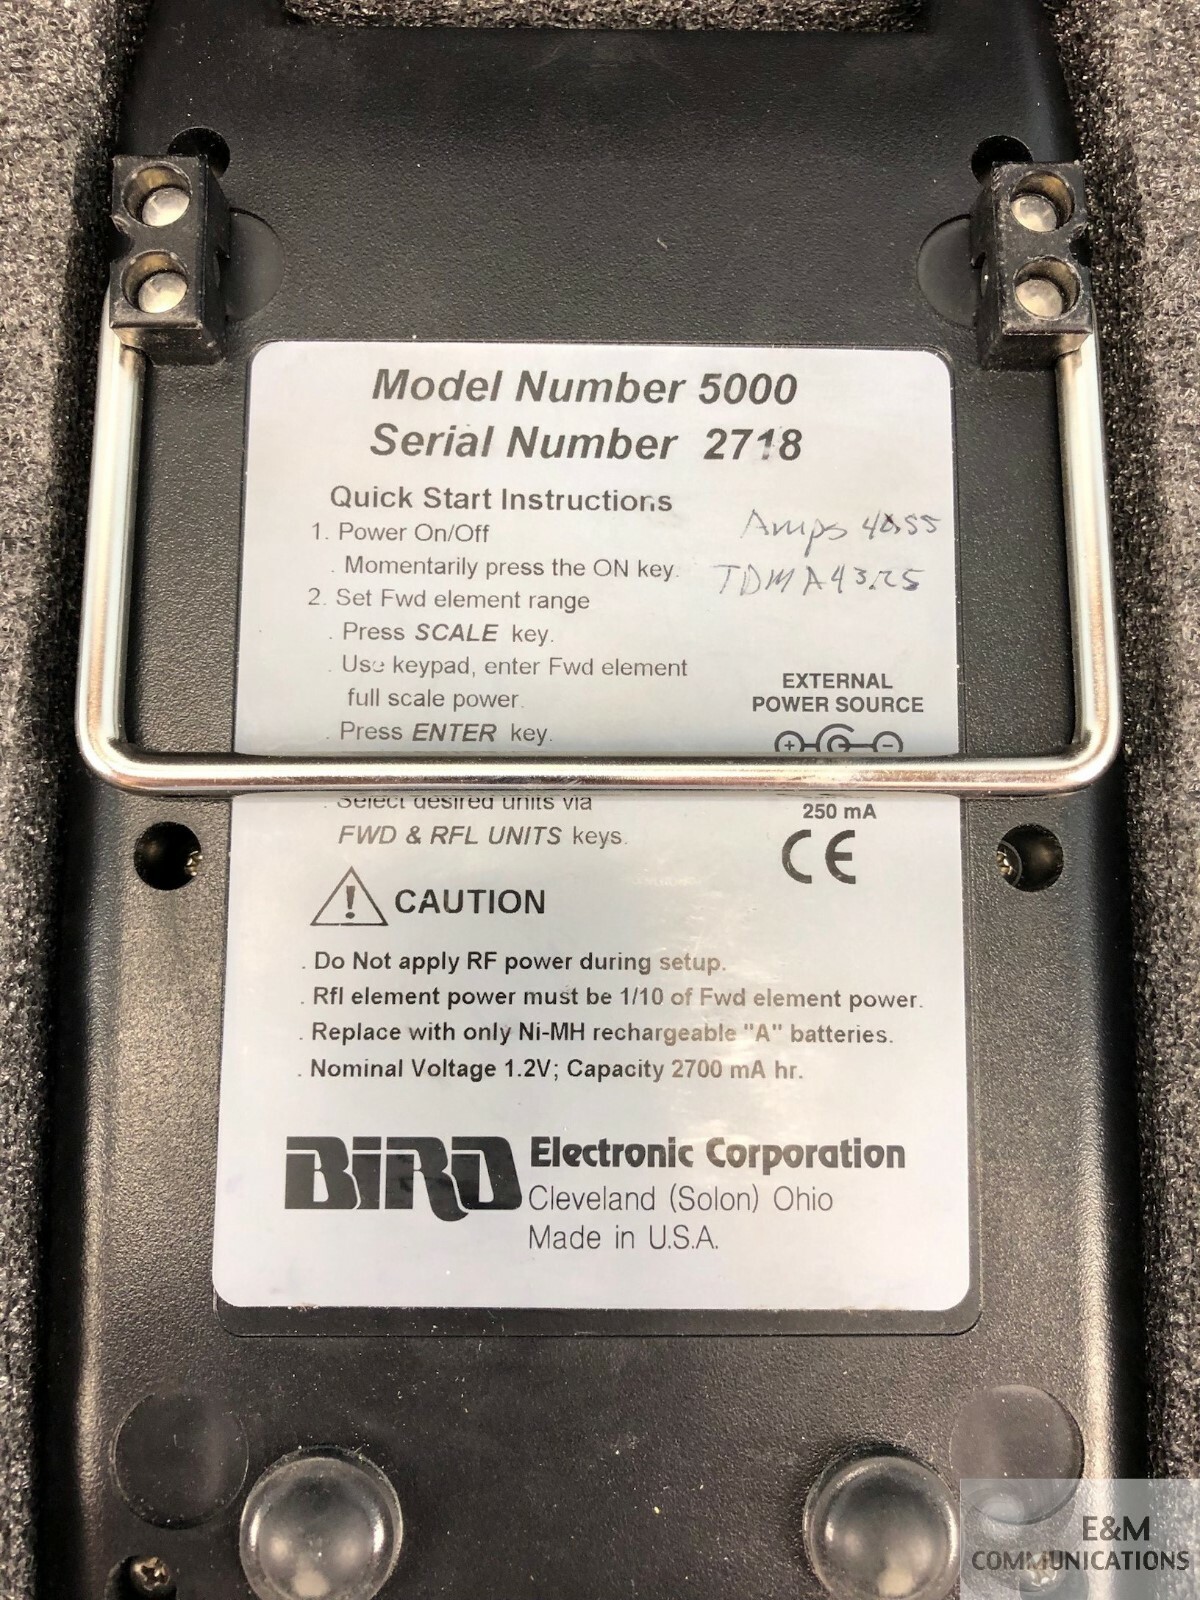 Model Number 5000
Serial Number 2718
Quick Start Instructions
1. Power On/Off
. Momentarily press the ON key.
2. Set Fwd element range
. Press SCALE key.
. Use keypad, enter Fwd element
full scale power.
. Press ENTER key.
Amps 40.55
TDMA 43.25
EXTERNAL
POWER SOURCE
+ C -
. Select desired units via
FWD & RFL UNITS keys.
250 mA
CE
! CAUTION
. Do Not apply RF power during setup.
. Rfl element power must be 1/10 of Fwd element power.
. Replace with only Ni-MH rechargeable "A" batteries.
. Nominal Voltage 1.2V; Capacity 2700 mA hr.
BIRD Electronic Corporation
Cleveland (Solon) Ohio
Made in U.S.A.
E&M
COMMUNICATIONS